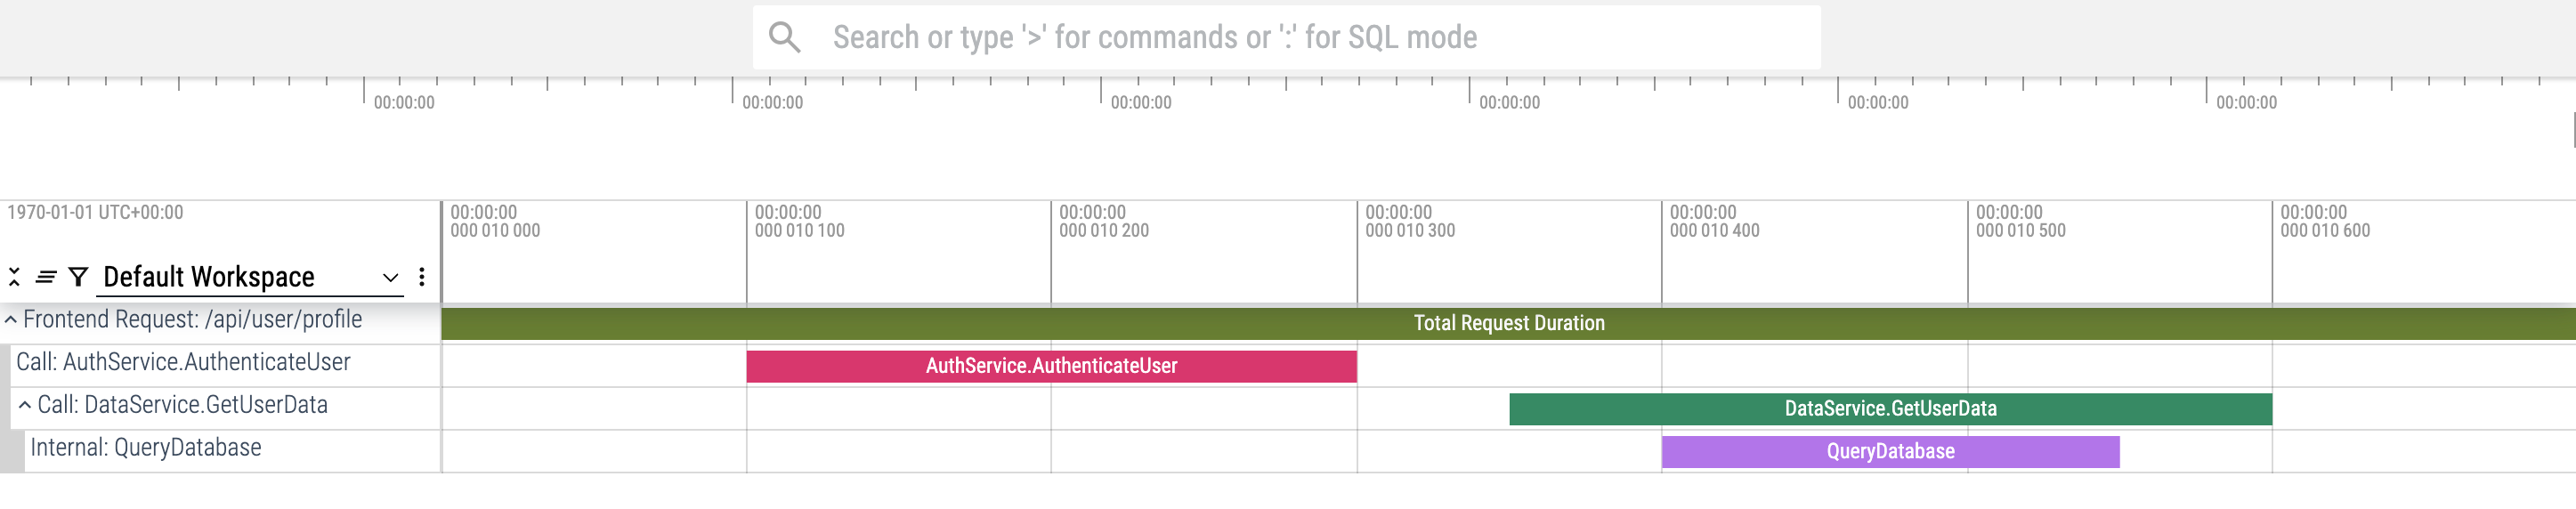 Search or type '>' for commands or ':' for SQL mode
00:00:00 00:00:00 00:00:00 00:00:00 00:00:00 00:00:00
1970-01-01 UTC+00:00 00:00:00 00:00:00 00:00:00 00:00:00 00:00:00 00:00:00 00:00:00
000 010 000 000 010 100 000 010 200 000 010 300 000 010 400 000 010 500 000 010 600
Default Workspace
Frontend Request: /api/user/profile Total Request Duration
Call: AuthService.AuthenticateUser AuthService.AuthenticateUser
Call: DataService.GetUserData DataService.GetUserData
Internal: QueryDatabase QueryDatabase